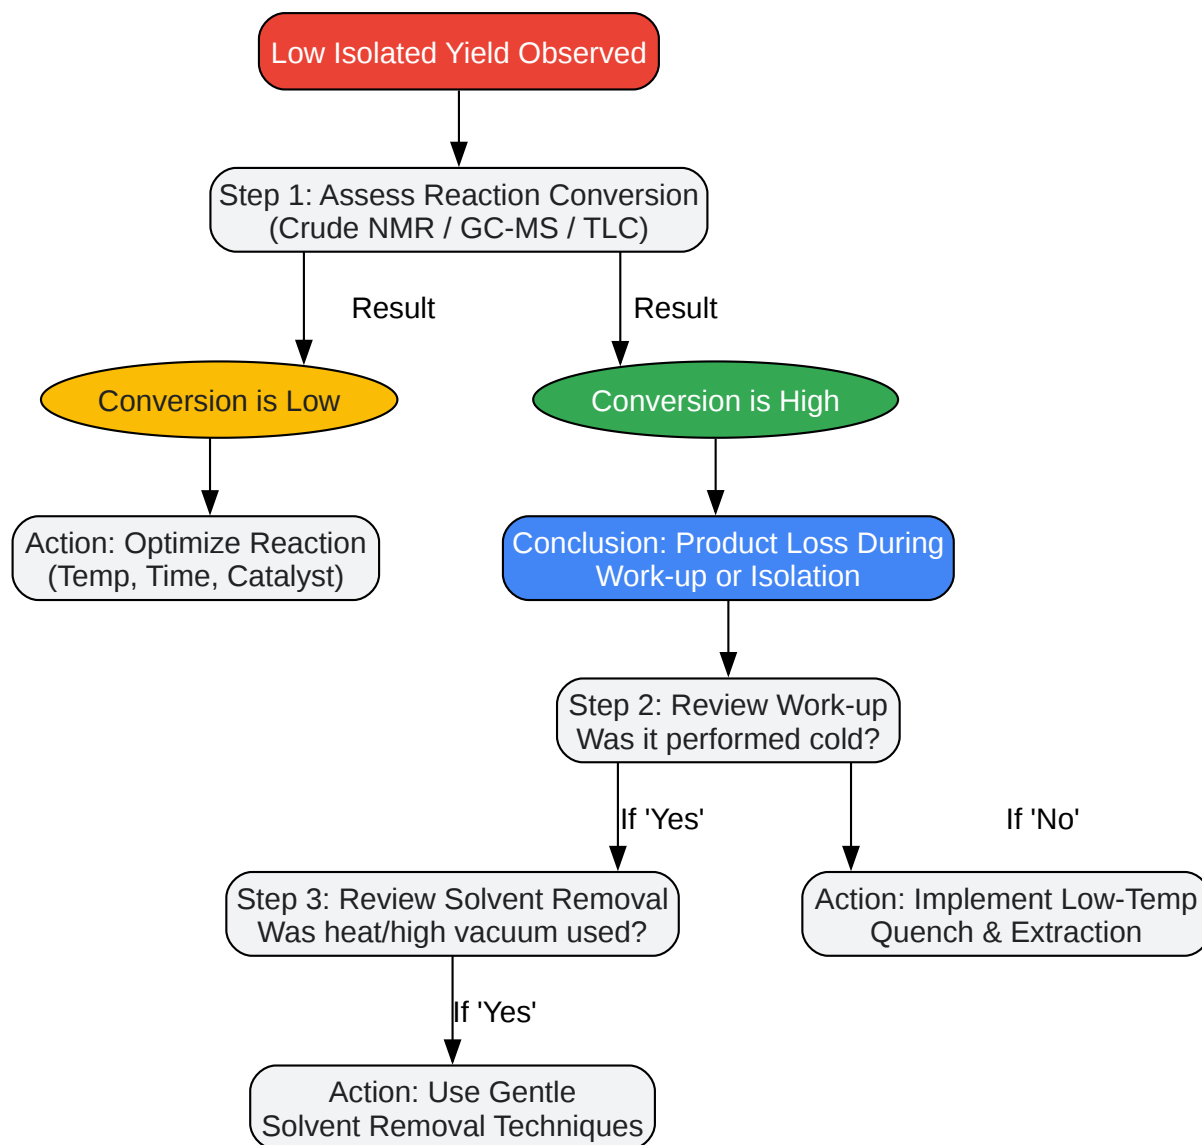 Low Isolated Yield Observed
Step 1: Assess Reaction Conversion
(Crude NMR / GC-MS / TLC)
Result
Result
Conversion is Low
Conversion is High
Action: Optimize Reaction
(Temp, Time, Catalyst)
Conclusion: Product Loss During
Work-up or Isolation
Step 2: Review Work-up
Was it performed cold?
If 'Yes'
If 'No'
Step 3: Review Solvent Removal
Was heat/high vacuum used?
Action: Implement Low-Temp
Quench & Extraction
If 'Yes'
Action: Use Gentle
Solvent Removal Techniques